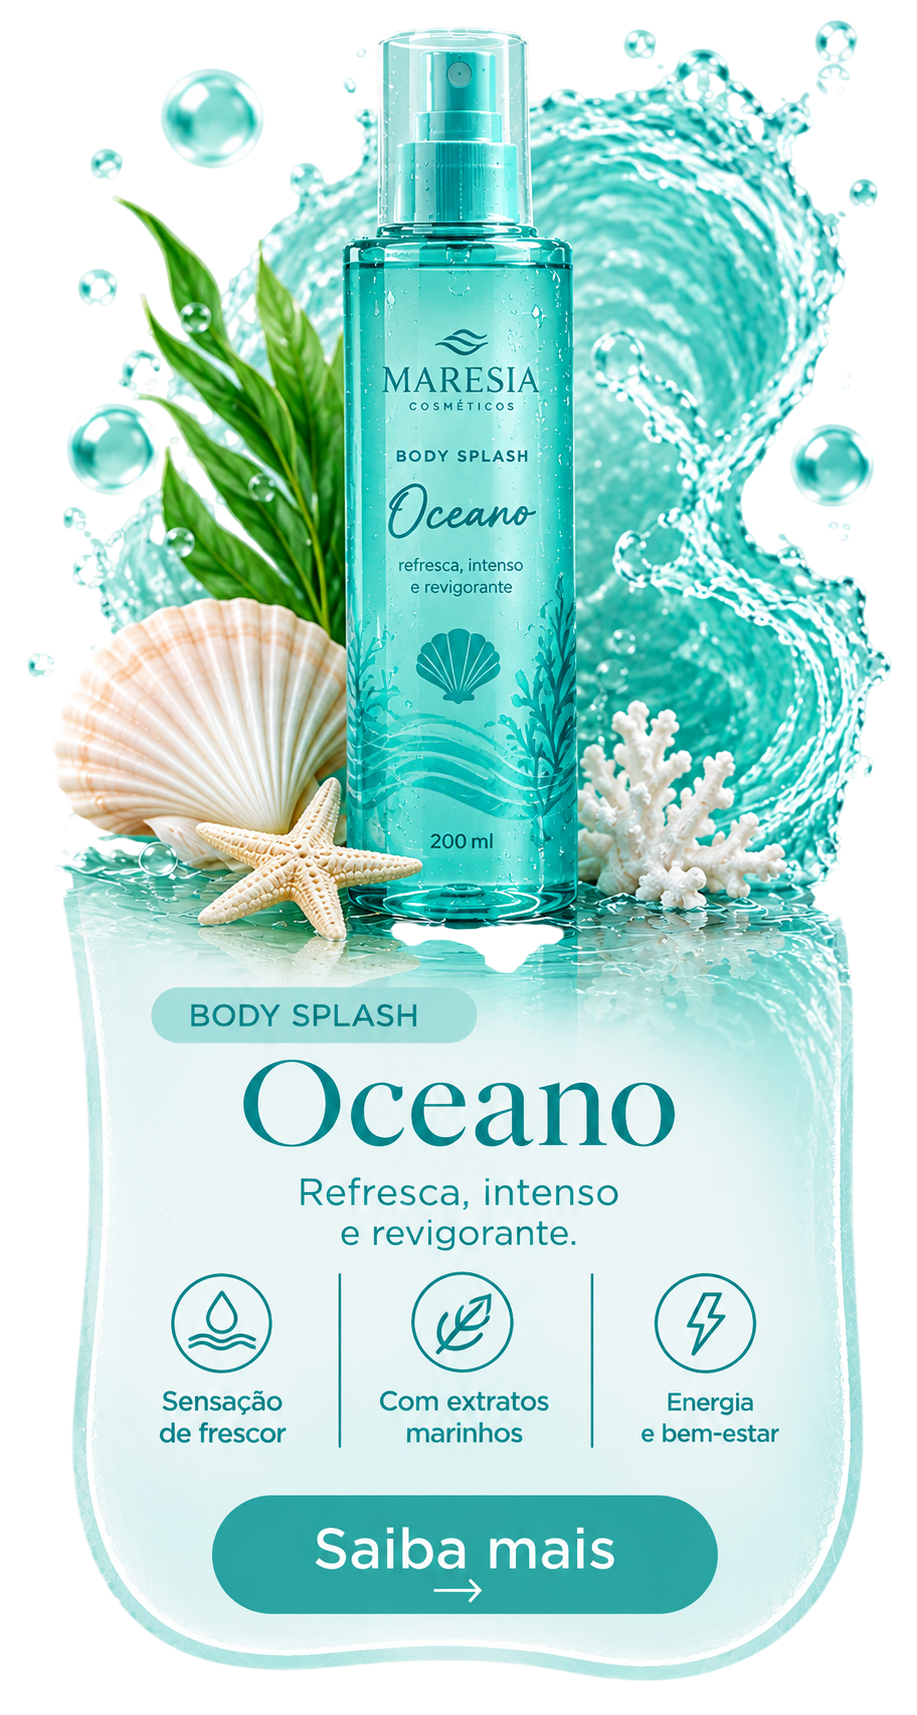 MARESIA
COSMÉTICOS
BODY SPLASH
Oceano
refresca, intenso
e revigorante
200 ml
BODY SPLASH
Oceano
Refresca, intenso
e revigorante.
Sensação
de frescor
Com extratos
marinhos
Energia
e bem-estar
Saiba mais
→